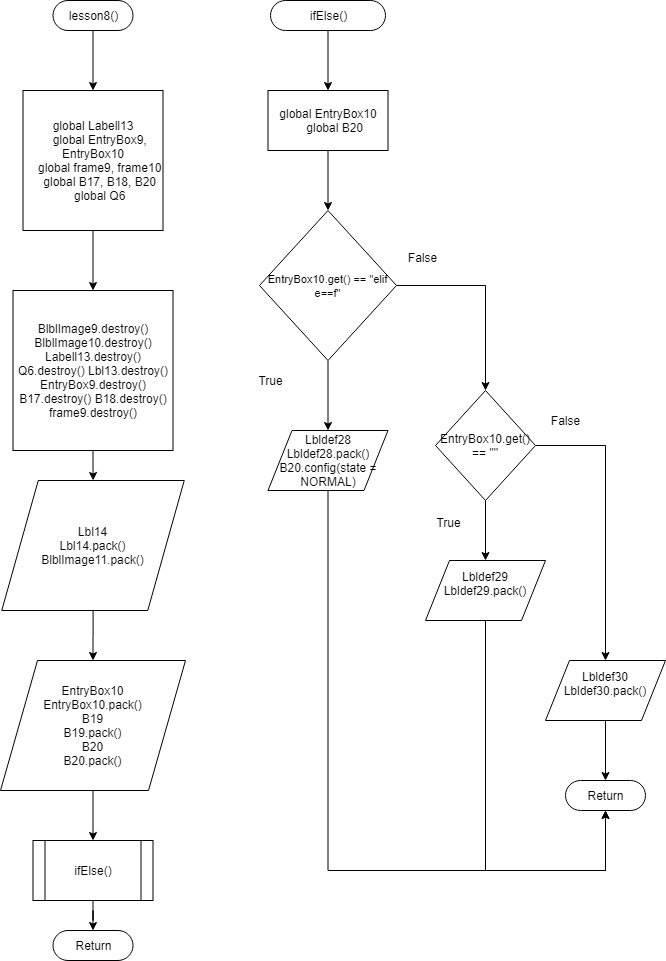 lesson8()
global Labell13
global EntryBox9,
EntryBox10
global frame9, frame10
global B17, B18, B20
global Q6
BlblImage9.destroy()
BlblImage10.destroy()
Labell13.destroy()
Q6.destroy() Lbl13.destroy()
EntryBox9.destroy()
B17.destroy() B18.destroy()
frame9.destroy()
Lbl14
Lbl14.pack()
BlblImage11.pack()
EntryBox10
EntryBox10.pack()
B19
B19.pack()
B20
B20.pack()
ifElse()
Return
ifElse()
global EntryBox10
global B20
EntryBox10.get() == "elif
e==f"
True
False
Lbldef28
Lbldef28.pack()
B20.config(state =
NORMAL)
EntryBox10.get()
== ""
True
False
Lbldef29
Lbldef29.pack()
Lbldef30
Lbldef30.pack()
Return